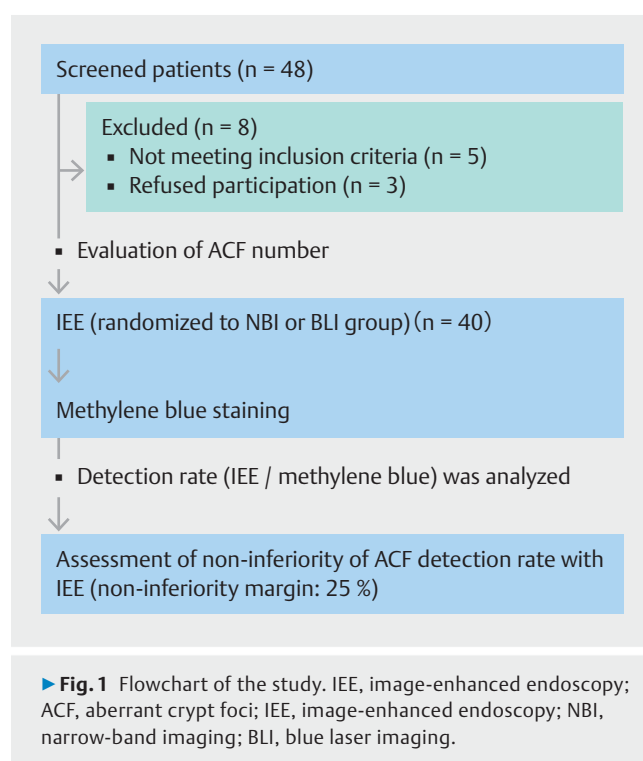 Screened patients (n = 48)
Excluded (n = 8)
▪ Not meeting inclusion criteria (n = 5)
▪ Refused participation (n = 3)
▪ Evaluation of ACF number
IEE (randomized to NBI or BLI group) (n = 40)
Methylene blue staining
▪ Detection rate (IEE / methylene blue) was analyzed
Assessment of non-inferiority of ACF detection rate with
IEE (non-inferiority margin: 25 %)
▶ Fig. 1 Flowchart of the study. IEE, image-enhanced endoscopy;
ACF, aberrant crypt foci; IEE, image-enhanced endoscopy; NBI,
narrow-band imaging; BLI, blue laser imaging.